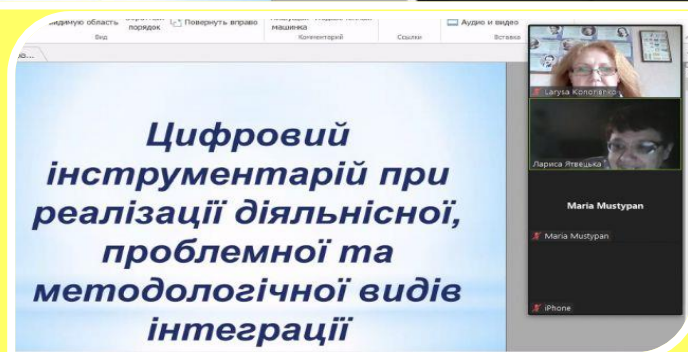 видимую область
порядок
Повернуть вправо
машинка
Аудио и видео
Вид
Комментарий
Ссылки
Вставка
Цифровий
інструментарій при
реалізації діяльнісної,
проблемної та
методологічної видів
інтеграції
Larysa Kononenko
Лариса Ятвецька
Maria Mustypan
Maria Mustypan
iPhone